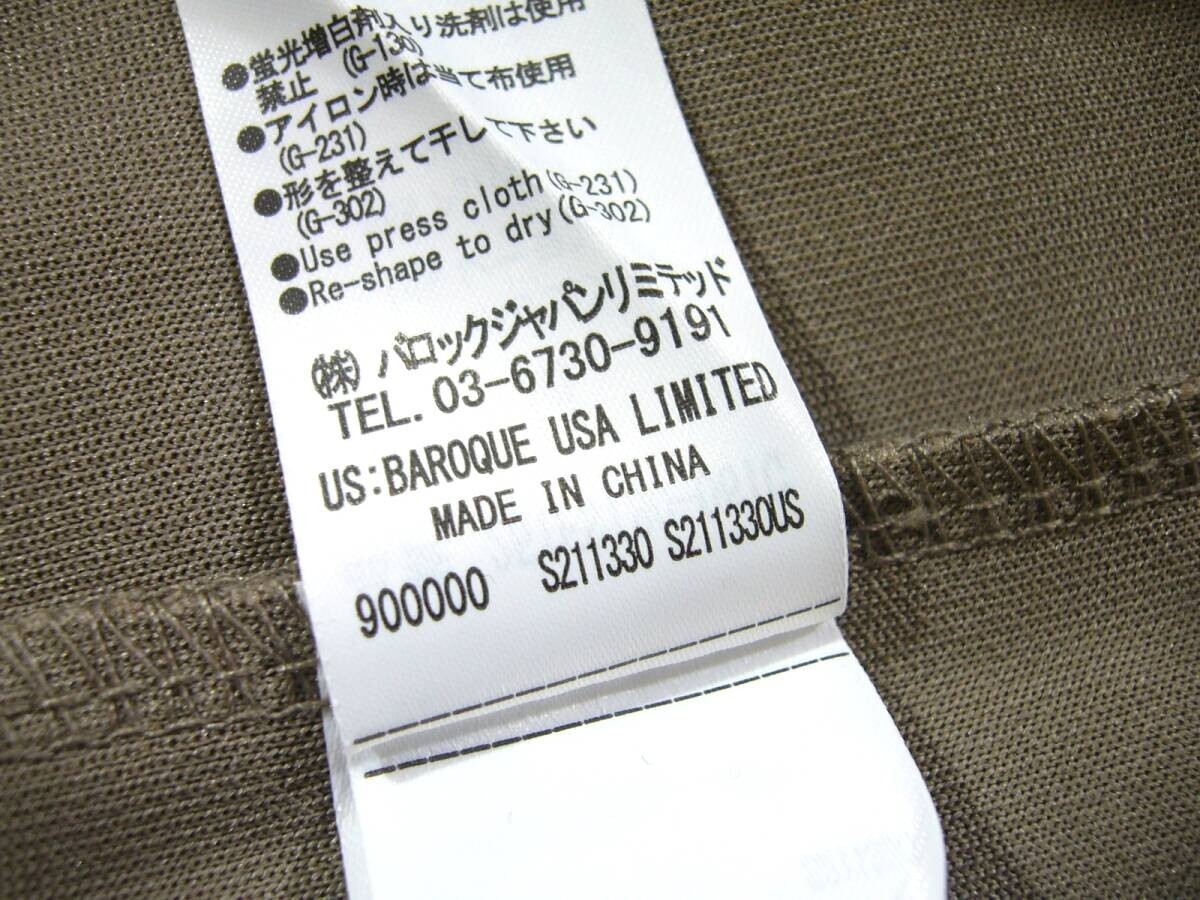 ●蛍光増白剤入り洗剤は使用
禁止 (G-130)
●アイロン時は当て布使用
(G-231)
●形を整えて干して下さい
(G-302)
●Use press cloth(G-231)
●Re-shape to dry(G-302)
(株)バロックジャパンリミテッド
TEL. 03-6730-9191
US:BAROQUE USA LIMITED
MADE IN CHINA
900000 S211330 S211330US